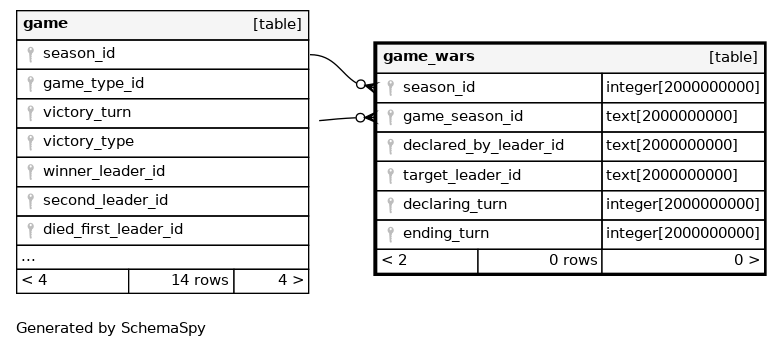 game [table]
season_id
game_type_id
victory_turn
victory_type
winner_leader_id
second_leader_id
died_first_leader_id
...
< 4 14 rows 4 >
game_wars [table]
season_id integer[2000000000]
game_season_id text[2000000000]
declared_by_leader_id text[2000000000]
target_leader_id text[2000000000]
declaring_turn integer[2000000000]
ending_turn integer[2000000000]
< 2 0 rows 0 >
Generated by SchemaSpy